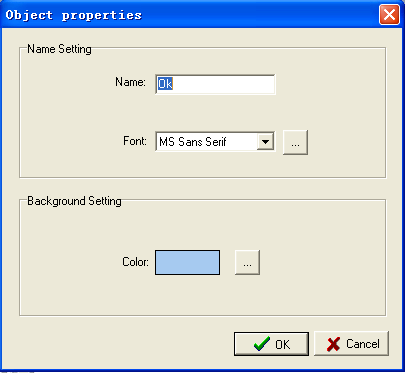 Object properties
Name Setting
Name: Ok
Font: MS Sans Serif ...
Background Setting
Color: ...
OK Cancel